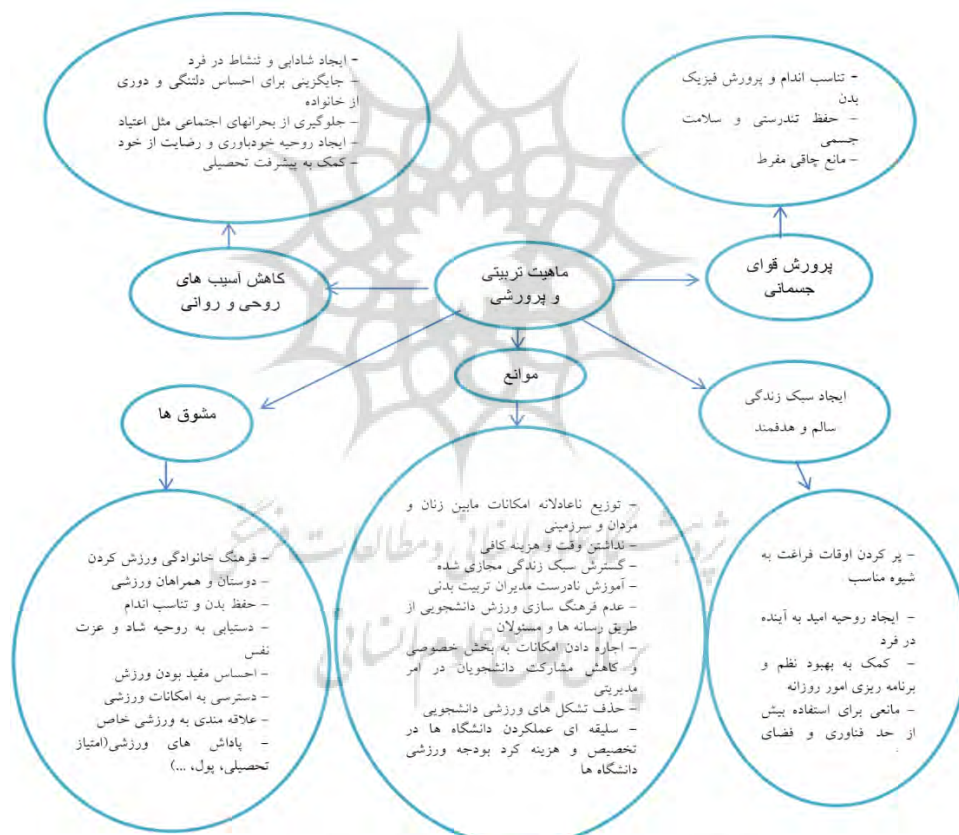 - ایجاد شادابی و نشاط در فرد
- جایگزینی برای احساس دلتنگی و دوری
از خانواده
- جلوگیری از بحرانهای اجتماعی مثل اعتیاد
- ایجاد روحیه خودباوری و رضایت از خود
- کمک به پیشرفت تحصیلی
- تناسب اندام و پرورش فیزیک
بدن
- حفظ تندرستی و سلامت
جسمی
- مانع چاقی مفرط
کاهش آسیب های
روحی و روانی
ماهیت تربیتی
و پرورشی
پرورش قوای
جسمانی
مشوق ها
موانع
ایجاد سبک زندگی
سالم و هدفمند
- فرهنگ خانوادگی ورزش کردن
- دوستان و همراهان ورزشی
- حفظ بدن و تناسب اندام
- دستیابی به روحیه شاد و عزت
نفس
- احساس مفید بودن ورزش
- دسترسی به امکانات ورزشی
- علاقه مندی به ورزشی خاص
- پاداش های ورزشی(امتیاز
تحصیلی، پول، ...)
- توزیع ناعادلانه امکانات مابین زنان و
مردان و سرزمینی
- نداشتن وقت و هزینه کافی
- گسترش سبک زندگی مجازی شده
- آموزش نادرست مدیران تربیت بدنی
- عدم فرهنگ سازی ورزش دانشجویی از
طریق رسانه ها و مسئولان
- اجاره دادن امکانات به بخش خصوصی
و کاهش مشارکت دانشجویان در امر
مدیریتی
- حذف تشکل های ورزشی دانشجویی
- سلیقه ای عملکردن دانشگاه ها در
تخصیص و هزینه کرد بودجه ورزشی
دانشگاه ها
- پر کردن اوقات فراغت به
شیوه مناسب
- ایجاد روحیه امید به آینده
در فرد
- کمک به بهبود نظم و
برنامه ریزی امور روزانه
- مانعی برای استفاده بیش
از حد فناوری و فضای
پژوهشگاه علوم انسانی و مطالعات فرهنگی
پرتال جامع علوم انسانی